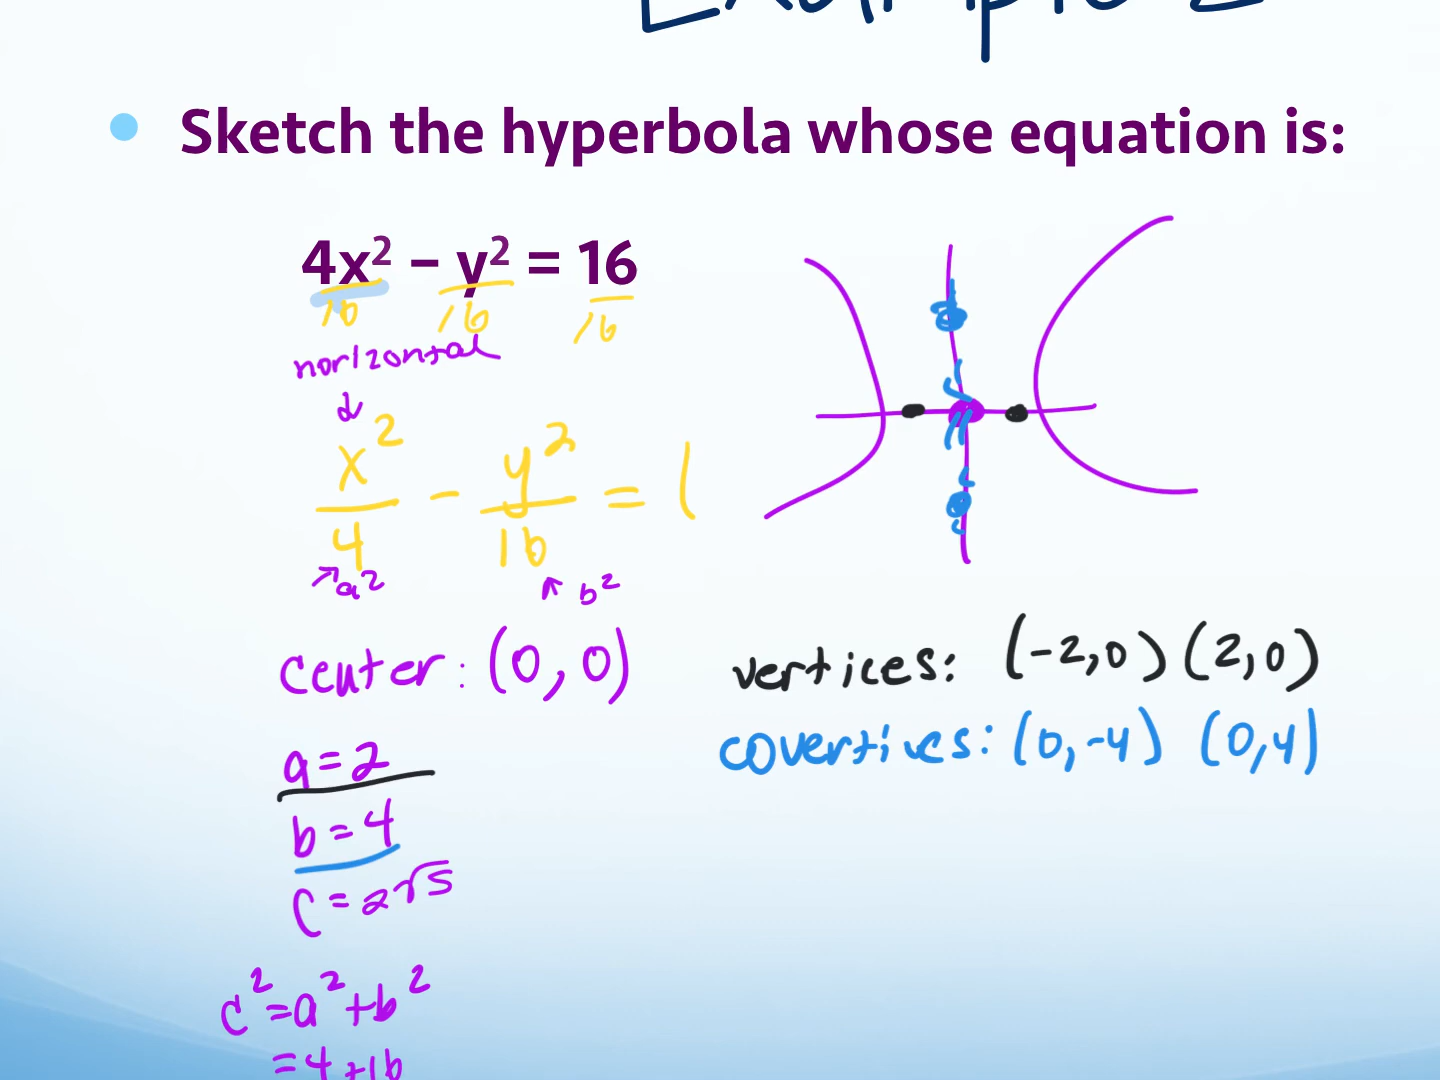 Example 2
Sketch the hyperbola whose equation is:
4x² – y² = 16
16 16 16
horizontal
x²/4 - y²/16 = 1
a² b²
center: (0, 0)
vertices: (-2,0) (2,0)
covertices: (0,-4) (0,4)
a = 2
b = 4
c = 2√5
c² = a² + b²
= 4 + 16